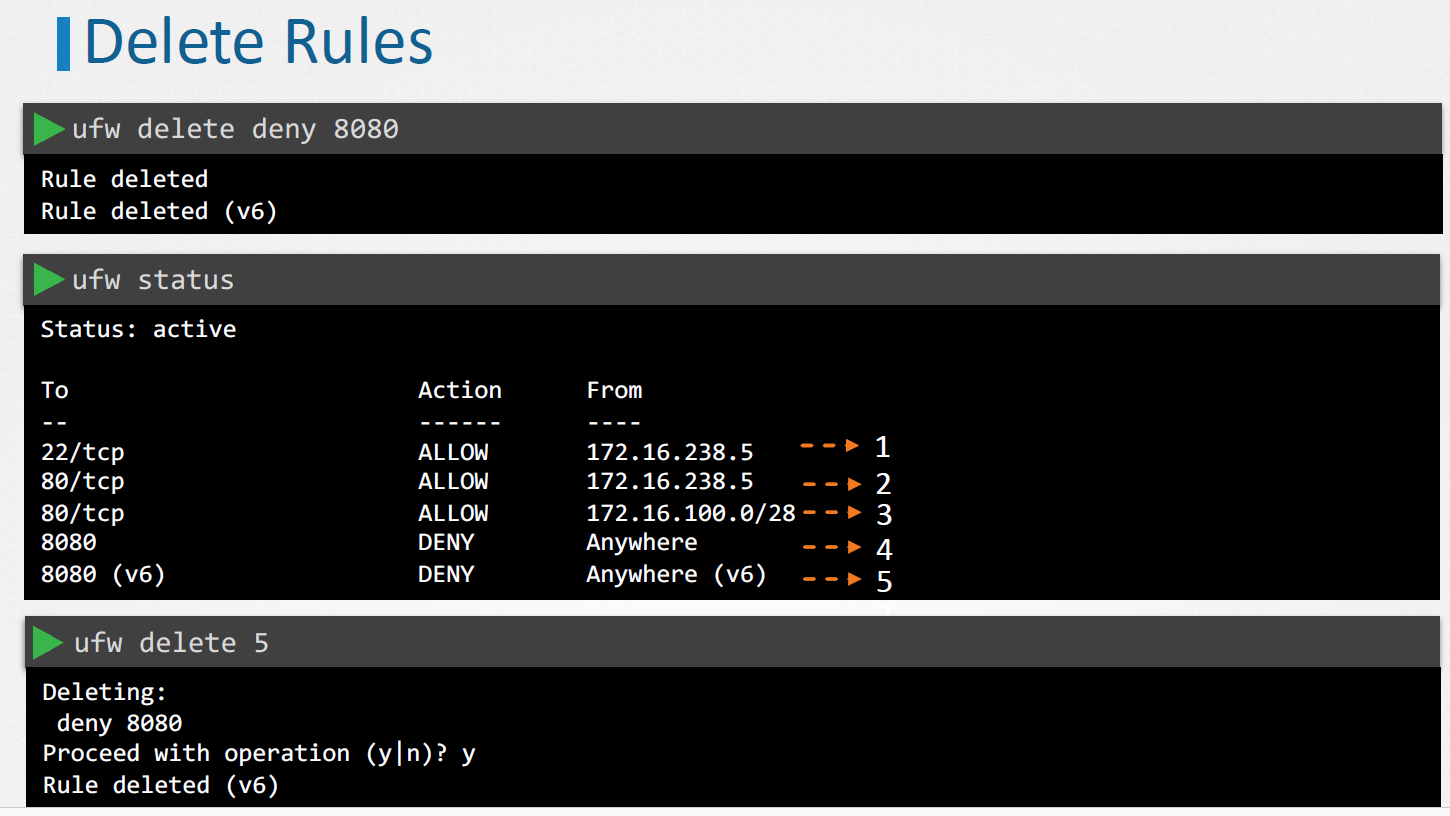 Delete Rules
ufw delete deny 8080
Rule deleted
Rule deleted (v6)
ufw status
Status: active
To Action From
-- ------ ----
22/tcp ALLOW 172.16.238.5 1
80/tcp ALLOW 172.16.238.5 2
80/tcp ALLOW 172.16.100.0/28 3
8080 DENY Anywhere 4
8080 (v6) DENY Anywhere (v6) 5
ufw delete 5
Deleting:
deny 8080
Proceed with operation (y|n)? y
Rule deleted (v6)